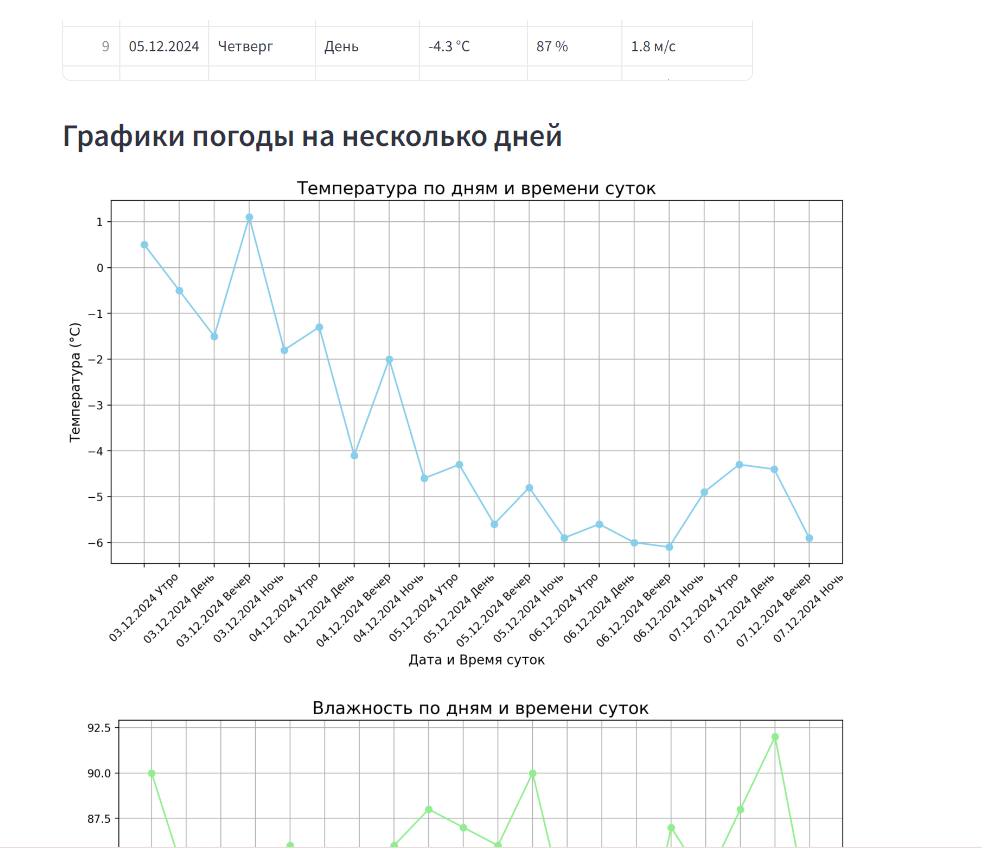 9 05.12.2024 Четверг День -4.3 °C 87 % 1.8 м/с
Графики погоды на несколько дней
Температура по дням и времени суток
Температура (°C)
1
0
−1
−2
−3
−4
−5
−6
03.12.2024 Утро
03.12.2024 День
03.12.2024 Вечер
03.12.2024 Ночь
04.12.2024 Утро
04.12.2024 День
04.12.2024 Вечер
04.12.2024 Ночь
05.12.2024 Утро
05.12.2024 День
05.12.2024 Вечер
05.12.2024 Ночь
06.12.2024 Утро
06.12.2024 День
06.12.2024 Вечер
06.12.2024 Ночь
07.12.2024 Утро
07.12.2024 День
07.12.2024 Вечер
07.12.2024 Ночь
Дата и Время суток
Влажность по дням и времени суток
92.5
90.0
87.5